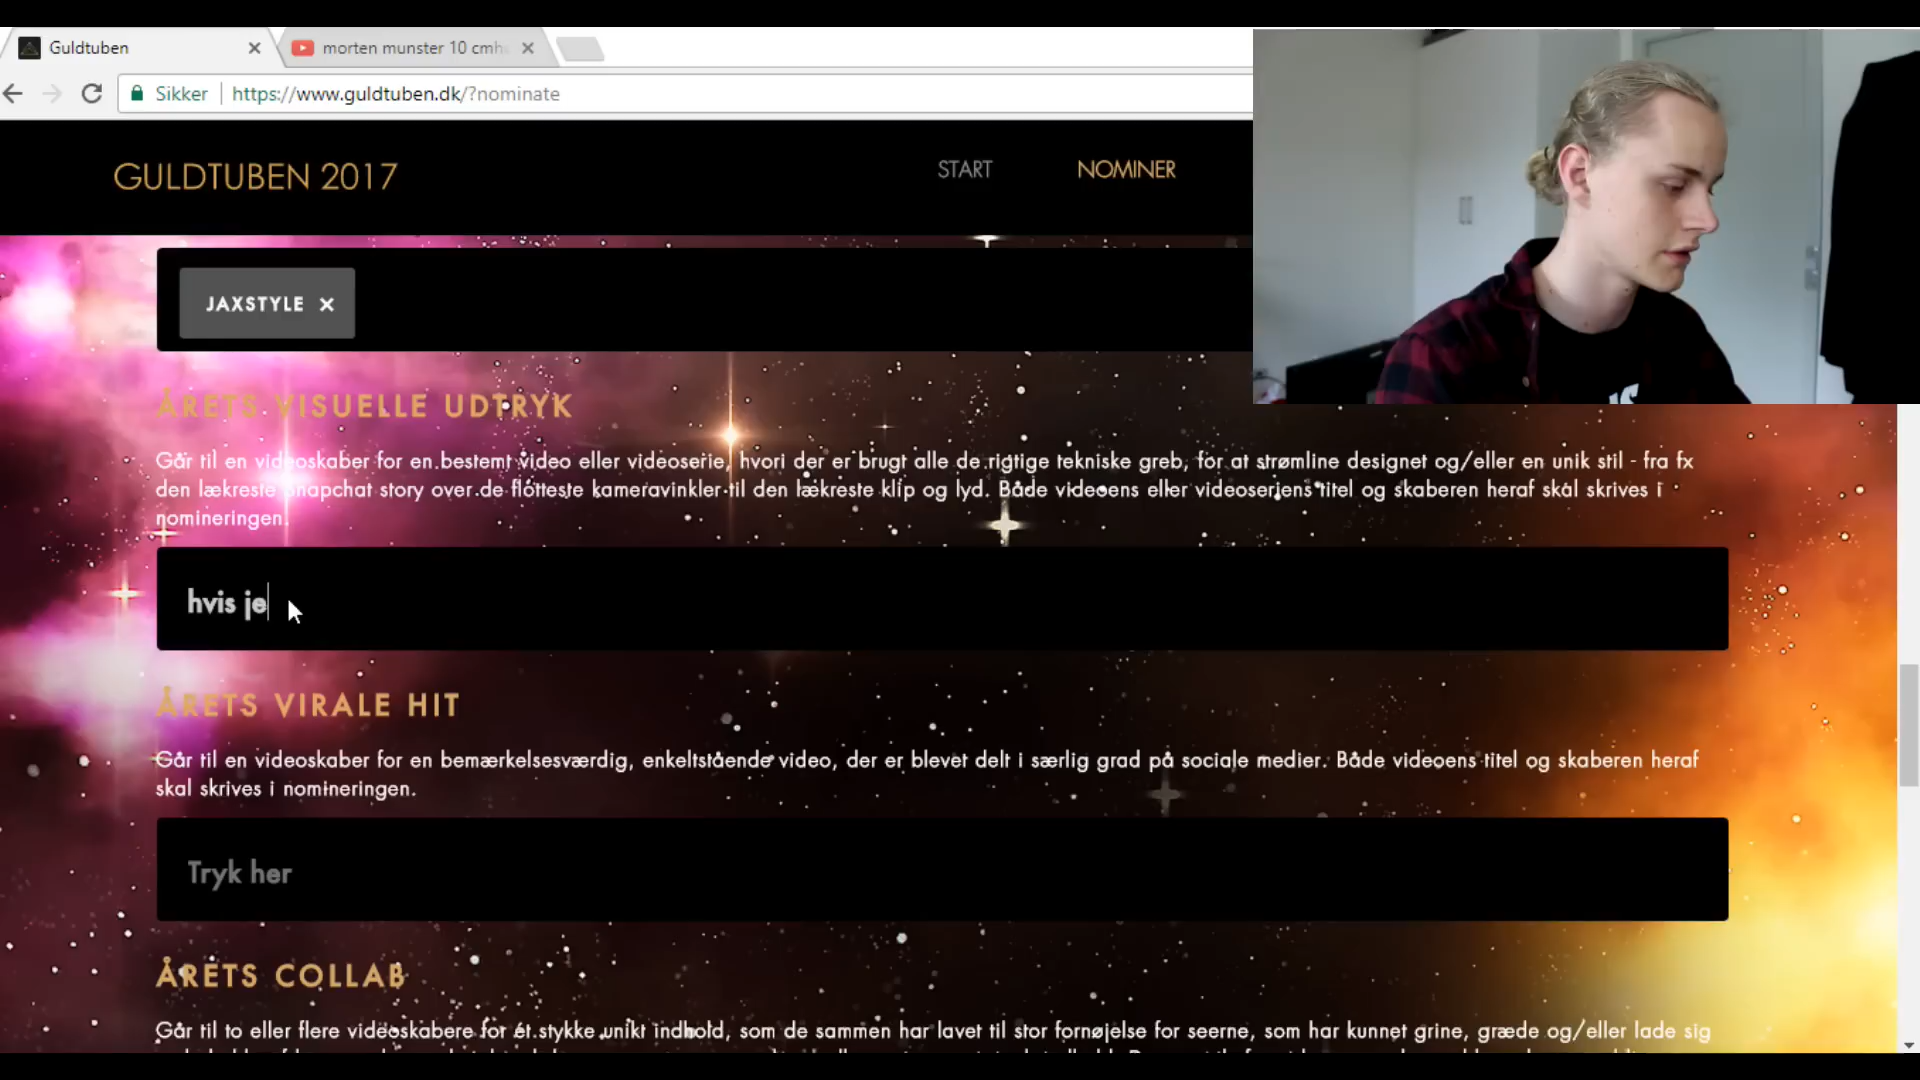 Guldtuben
morten munster 10 cmh
Sikker
https://www.guldtuben.dk/?nominate
GULDTUBEN 2017
START
NOMINER
JAXSTYLE ×
ÅRETS VISUELLE UDTRYK
Går til en videoskaber for en bestemt video eller videoserie, hvori der er brugt alle de rigtige tekniske greb, for at strømline designet og/eller en unik stil - fra fx
den lækreste snapchat story over de flotteste kameravinkler til den lækreste klip og lyd. Både videoens eller videoseriens titel og skaberen heraf skal skrives i
nomineringen.
hvis je
ÅRETS VIRALE HIT
Går til en videoskaber for en bemærkelsesværdig, enkeltstående video, der er blevet delt i særlig grad på sociale medier. Både videoens titel og skaberen heraf
skal skrives i nomineringen.
Tryk her
ÅRETS COLLAB
Går til to eller flere videoskabere for ét stykke unikt indhold, som de sammen har lavet til stor fornøjelse for seerne, som har kunnet grine, græde og/eller lade sig